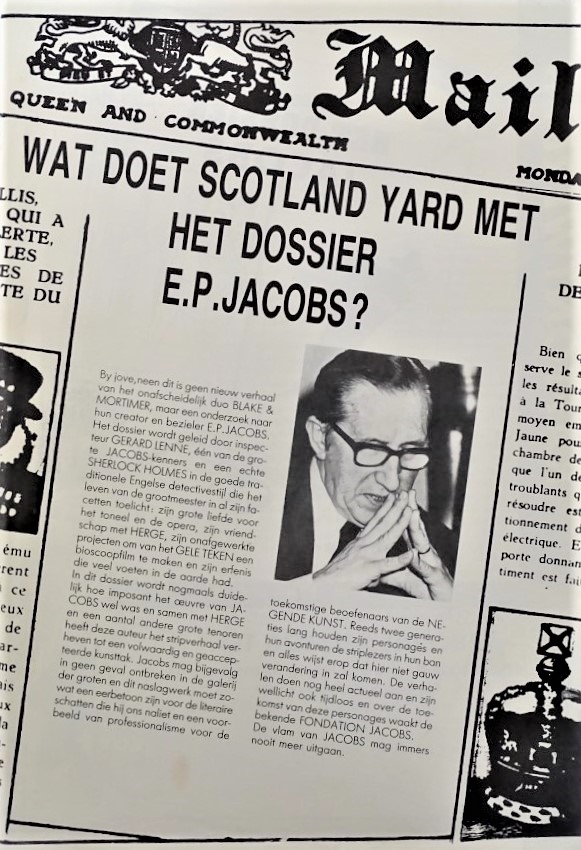 QUEEN AND COMMONWEALTH
Mail
MONDA
WAT DOET SCOTLAND YARD MET
HET DOSSIER
E.P.JACOBS?
LLIS,
QUI A
ERTE,
LES
ES DE
TE DU
By jove,neen dit is geen nieuw verhaal
van het onafscheidelijk duo BLAKE &
MORTIMER, maar een onderzoek naar
hun creator en bezieler E.P.JACOBS.
Het dossier wordt geleid door inspec-
teur GERARD LENNE, één van de gro-
te JACOBS-kenners en een echte
SHERLOCK HOLMES in de goede tra-
ditionele Engelse detectivestijl die het
leven van de grootmeester in al zijn fa-
cetten toelicht: zijn grote liefde voor
het toneel en de opera, zijn vriend-
schap met HERGE, zijn onafgewerkte
projecten om van het GELE TEKEN een
bioscoopfilm te maken en zijn erfenis
die veel voeten in de aarde had.
In dit dossier wordt nogmaals duide-
lijk hoe imposant het œuvre van JA-
COBS wel was en samen met HERGE
en een aantal andere grote tenoren
heeft deze auteur het stripverhaal ver-
heven tot een volwaardig en geaccep-
teerde kunsttak. Jacobs mag bijgevolg
in geen geval ontbreken in de galerij
der groten en dit naslagwerk moet zo-
wat een eerbetoon zijn voor de literaire
schatten die hij ons naliet en een voor-
beeld van professionalisme voor de
toekomstige beoefenaars van de NE-
GENDE KUNST. Reeds twee genera-
ties lang houden zijn personages en
hun avonturen de striplezers in hun ban
en alles wijst erop dat hier niet gauw
verandering in zal komen. De verha-
len doen nog heel actueel aan en zijn
wellicht ook tijdloos en over de toe-
komst van deze personages waakt de
bekende FONDATION JACOBS.
De vlam van JACOBS mag immers
nooit meer uitgaan.
DE
Bien q
serve le s
les résulta
à la Tour
moyen em
Jaune pou
chambre de
que l'un de
troublants q
résoudre est
tionnement d
électrique. E
porte donnan
timent est fai
ému
rent
ce
eux
de
ar-
me
ais
ux
la